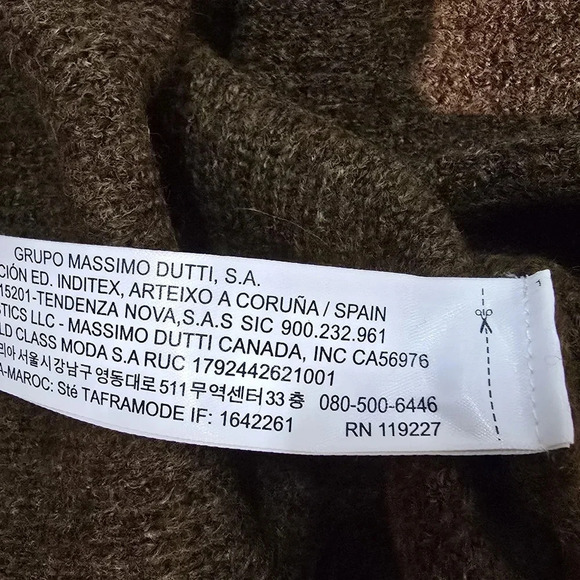 GRUPO MASSIMO DUTTI, S.A.
CIÓN ED. INDITEX, ARTEIXO A CORUÑA / SPAIN
15201-TENDENZA NOVA,S.A.S SIC 900.232.961
STICS LLC - MASSIMO DUTTI CANADA, INC CA56976
LD CLASS MODA S.A RUC 1792442621001
리아 서울시 강남구 영동대로 511 무역센터 33 층 080-500-6446
A-MAROC: Sté TAFRAMODE IF: 1642261 RN 119227